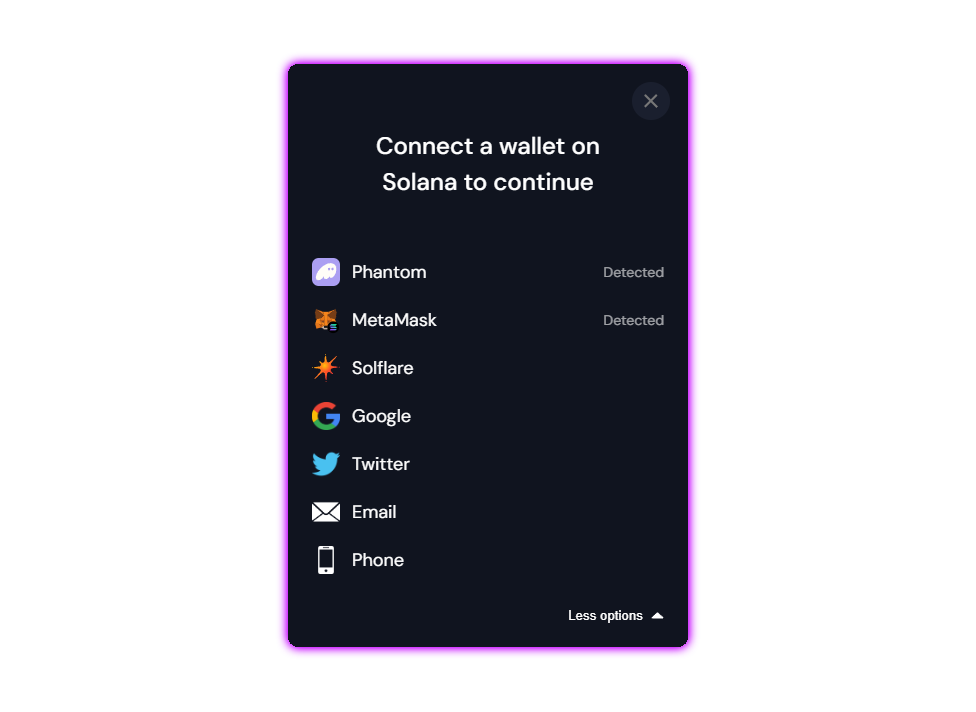 Connect a wallet on
Solana to continue
Phantom Detected
MetaMask Detected
Solflare
Google
Twitter
Email
Phone
Less options